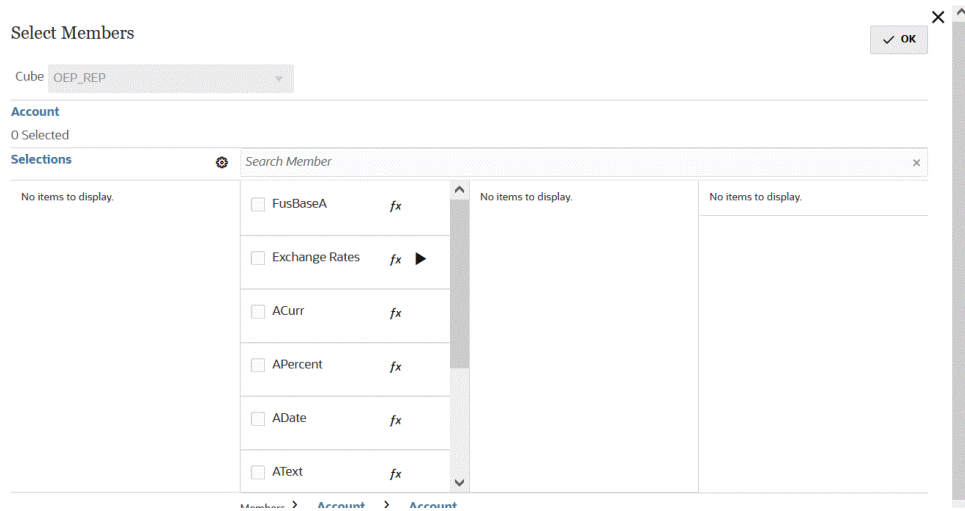 Select Members
OK
Cube OEP_REP
Account
0 Selected
Selections
Search Member
No items to display.
FusBaseA fx
No items to display.
No items to display.
Exchange Rates fx
ACurr fx
APercent fx
ADate fx
AText fx
Members > Account > Account